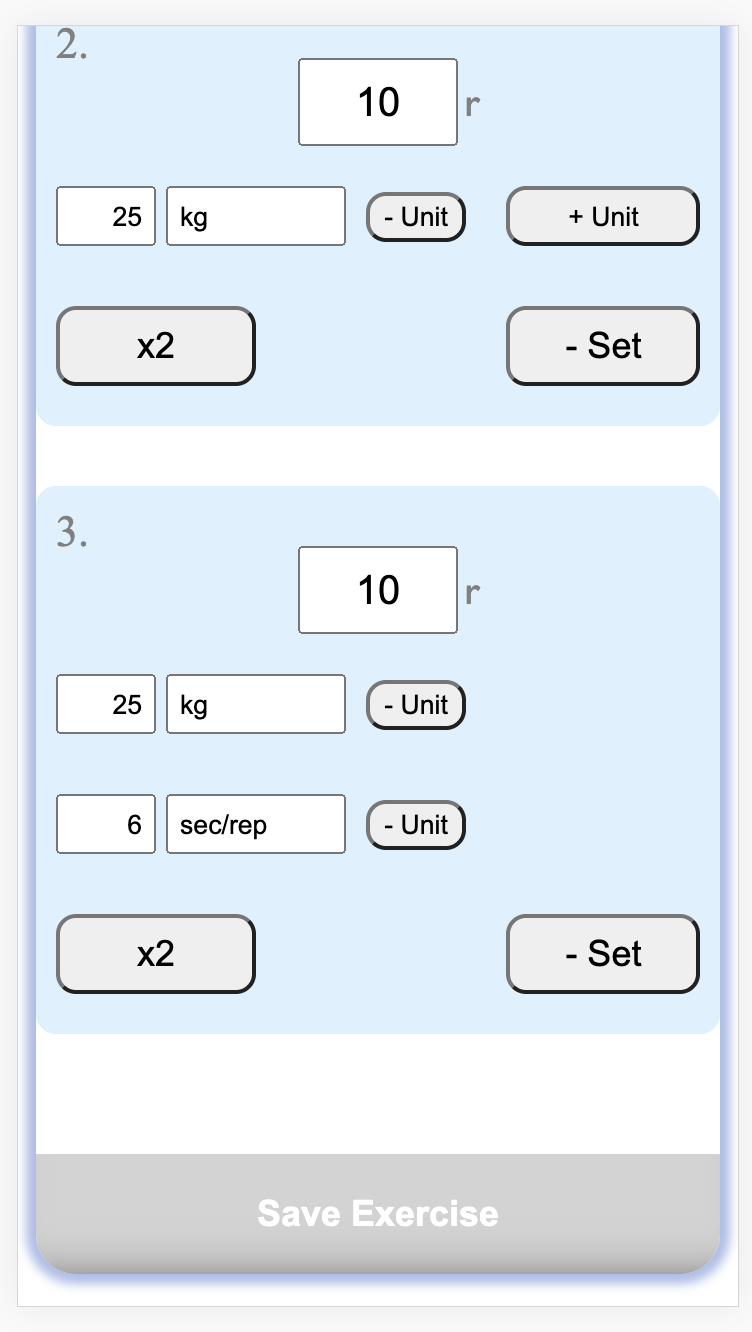 2.
10 r
25 kg - Unit + Unit
x2 - Set
3.
10 r
25 kg - Unit
6 sec/rep - Unit
x2 - Set
Save Exercise